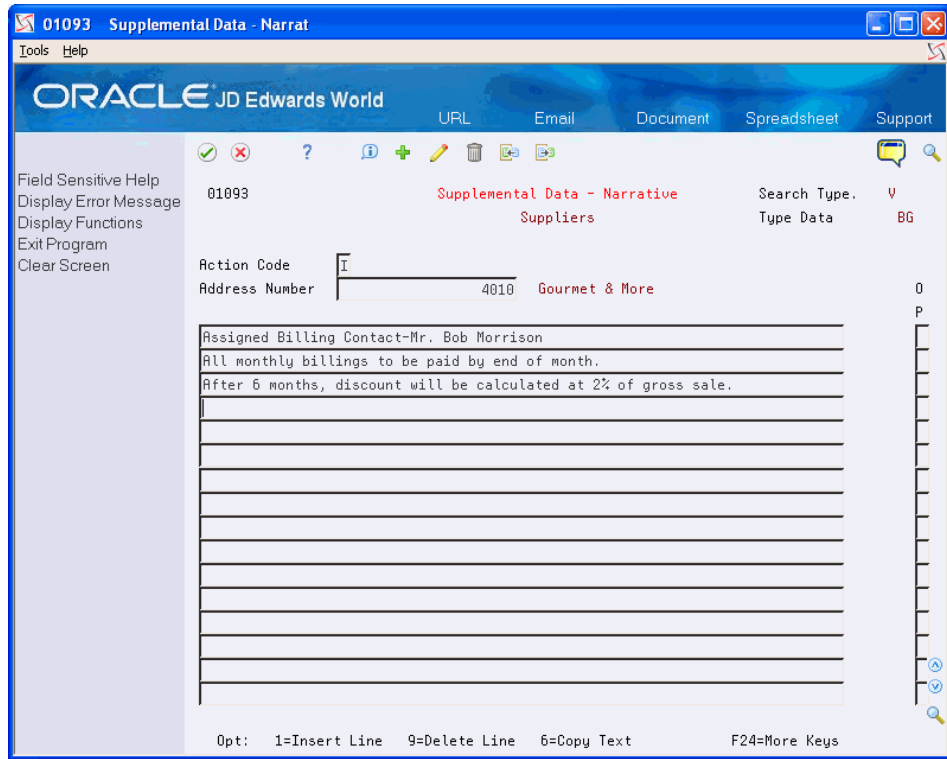 01093 Supplemental Data - Narrat
Tools Help
ORACLE JD Edwards World
URL Email Document Spreadsheet Support
Field Sensitive Help
Display Error Message
Display Functions
Exit Program
Clear Screen
01093 Supplemental Data - Narrative Search Type. V
Suppliers Type Data BG
Action Code I
Address Number 4010 Gourmet & More O
P
Assigned Billing Contact-Mr. Bob Morrison
All monthly billings to be paid by end of month.
After 6 months, discount will be calculated at 2% of gross sale.
Opt: 1=Insert Line 9=Delete Line 6=Copy Text F24=More Keys